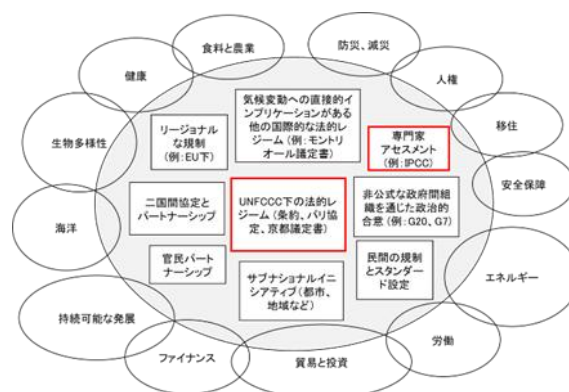 食料と農業
防災、減災
健康
人権
気候変動への直接的イ
ンプリケーションがある
他の国際的な法的レ
ジーム(例:モントリ
オール議定書)
移住
リージョナル
な規制
(例:EU下)
専門家
アセスメント
(例:IPCC)
生物多様性
安全保障
二国間協定と
パートナーシップ
UNFCCC下の法的レ
ジーム(条約、パリ協
定、京都議定書)
非公式な政府間組
織を通じた政治的
合意(例:G20、G7)
海洋
官民パート
ナーシップ
サブナショナルイニ
シアティブ(都市、
地域など)
民間の規制
とスタンダー
ド設定
エネルギー
持続可能な発展
労働
ファイナンス
貿易と投資